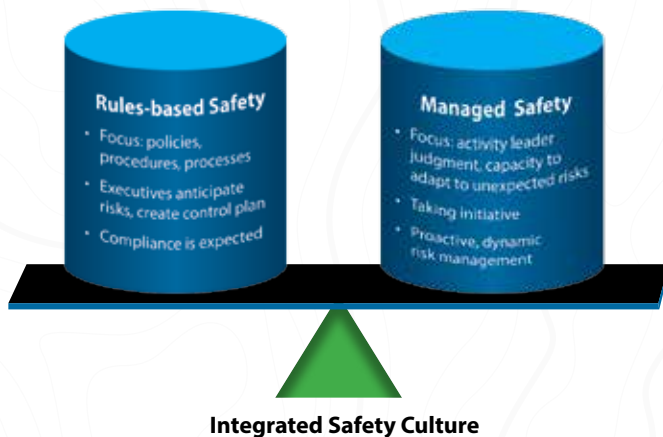 Rules-based Safety
• Focus: policies,
procedures, processes
• Executives anticipate
risks, create control plan
• Compliance is expected
Managed Safety
• Focus: activity leader
judgment, capacity to
adapt to unexpected risks
• Taking initiative
• Proactive, dynamic
risk management
Integrated Safety Culture